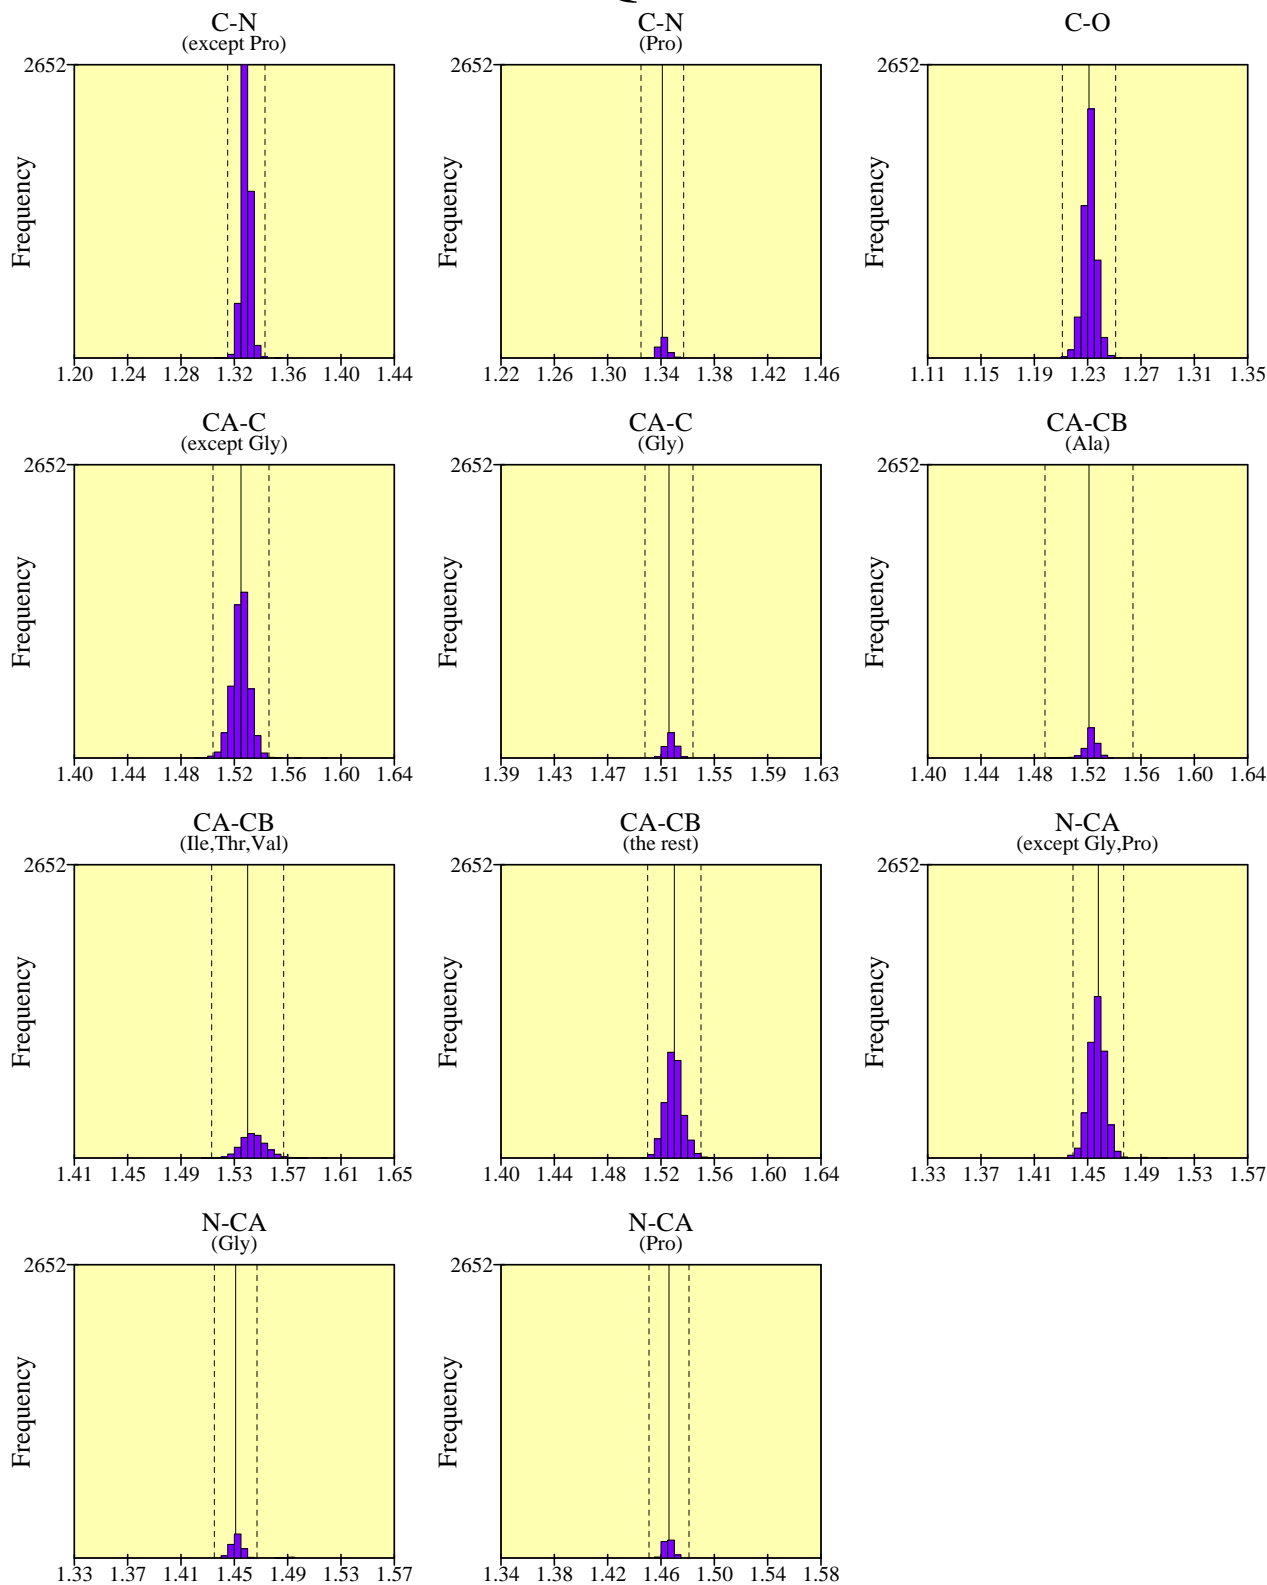 C-N C-N C-O
(except Pro) (Pro)
2652 2652 2652
Frequency Frequency Frequency
1.20 1.24 1.28 1.32 1.36 1.40 1.44 1.22 1.26 1.30 1.34 1.38 1.42 1.46 1.11 1.15 1.19 1.23 1.27 1.31 1.35
CA-C CA-C CA-CB
(except Gly) (Gly) (Ala)
2652 2652 2652
Frequency Frequency Frequency
1.40 1.44 1.48 1.52 1.56 1.60 1.64 1.39 1.43 1.47 1.51 1.55 1.59 1.63 1.40 1.44 1.48 1.52 1.56 1.60 1.64
CA-CB CA-CB N-CA
(Ile,Thr,Val) (the rest) (except Gly,Pro)
2652 2652 2652
Frequency Frequency Frequency
1.41 1.45 1.49 1.53 1.57 1.61 1.65 1.40 1.44 1.48 1.52 1.56 1.60 1.64 1.33 1.37 1.41 1.45 1.49 1.53 1.57
N-CA N-CA
(Gly) (Pro)
2652 2652
Frequency Frequency
1.33 1.37 1.41 1.45 1.49 1.53 1.57 1.34 1.38 1.42 1.46 1.50 1.54 1.58